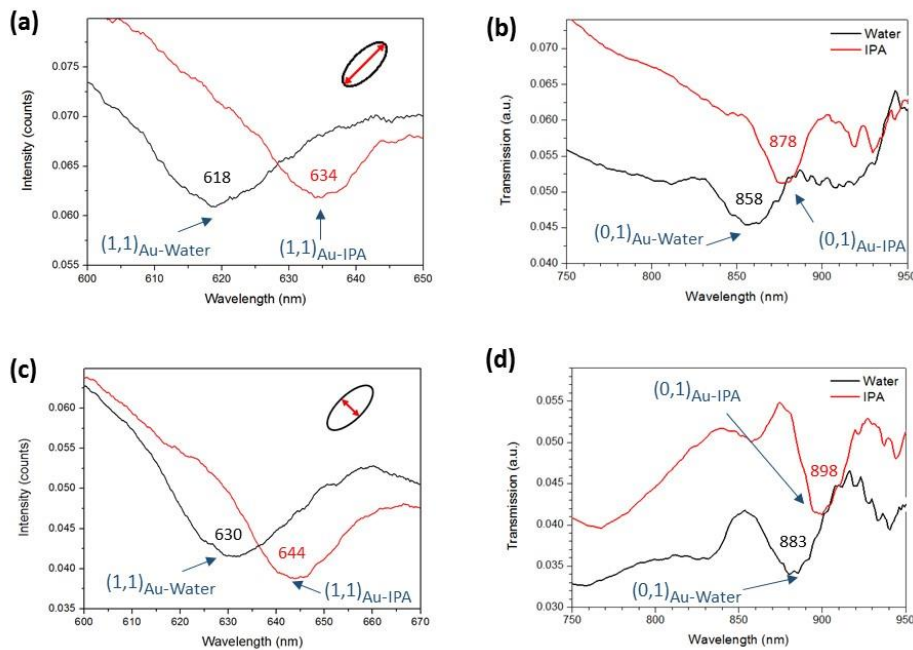 (a)
0.075
0.070
0.065
0.060
0.055
Intensity (counts)
618
634
(1,1)Au-Water
(1,1)Au-IPA
600
610
620
630
640
650
Wavelength (nm)
(b)
0.070
0.065
0.060
0.055
0.050
0.045
0.040
Transmission (a.u.)
Water
IPA
878
858
(0,1)Au-Water
(0,1)Au-IPA
750
800
850
900
950
Wavelength (nm)
(c)
0.060
0.055
0.050
0.045
0.040
0.035
Intensity (counts)
630
644
(1,1)Au-Water
(1,1)Au-IPA
600
610
620
630
640
650
660
670
Wavelength (nm)
(d)
0.060
0.055
0.050
0.045
0.040
0.035
0.030
Transmission (a.u.)
Water
IPA
(0,1)Au-IPA
898
883
(0,1)Au-Water
750
800
850
900
950
Wavelength (nm)